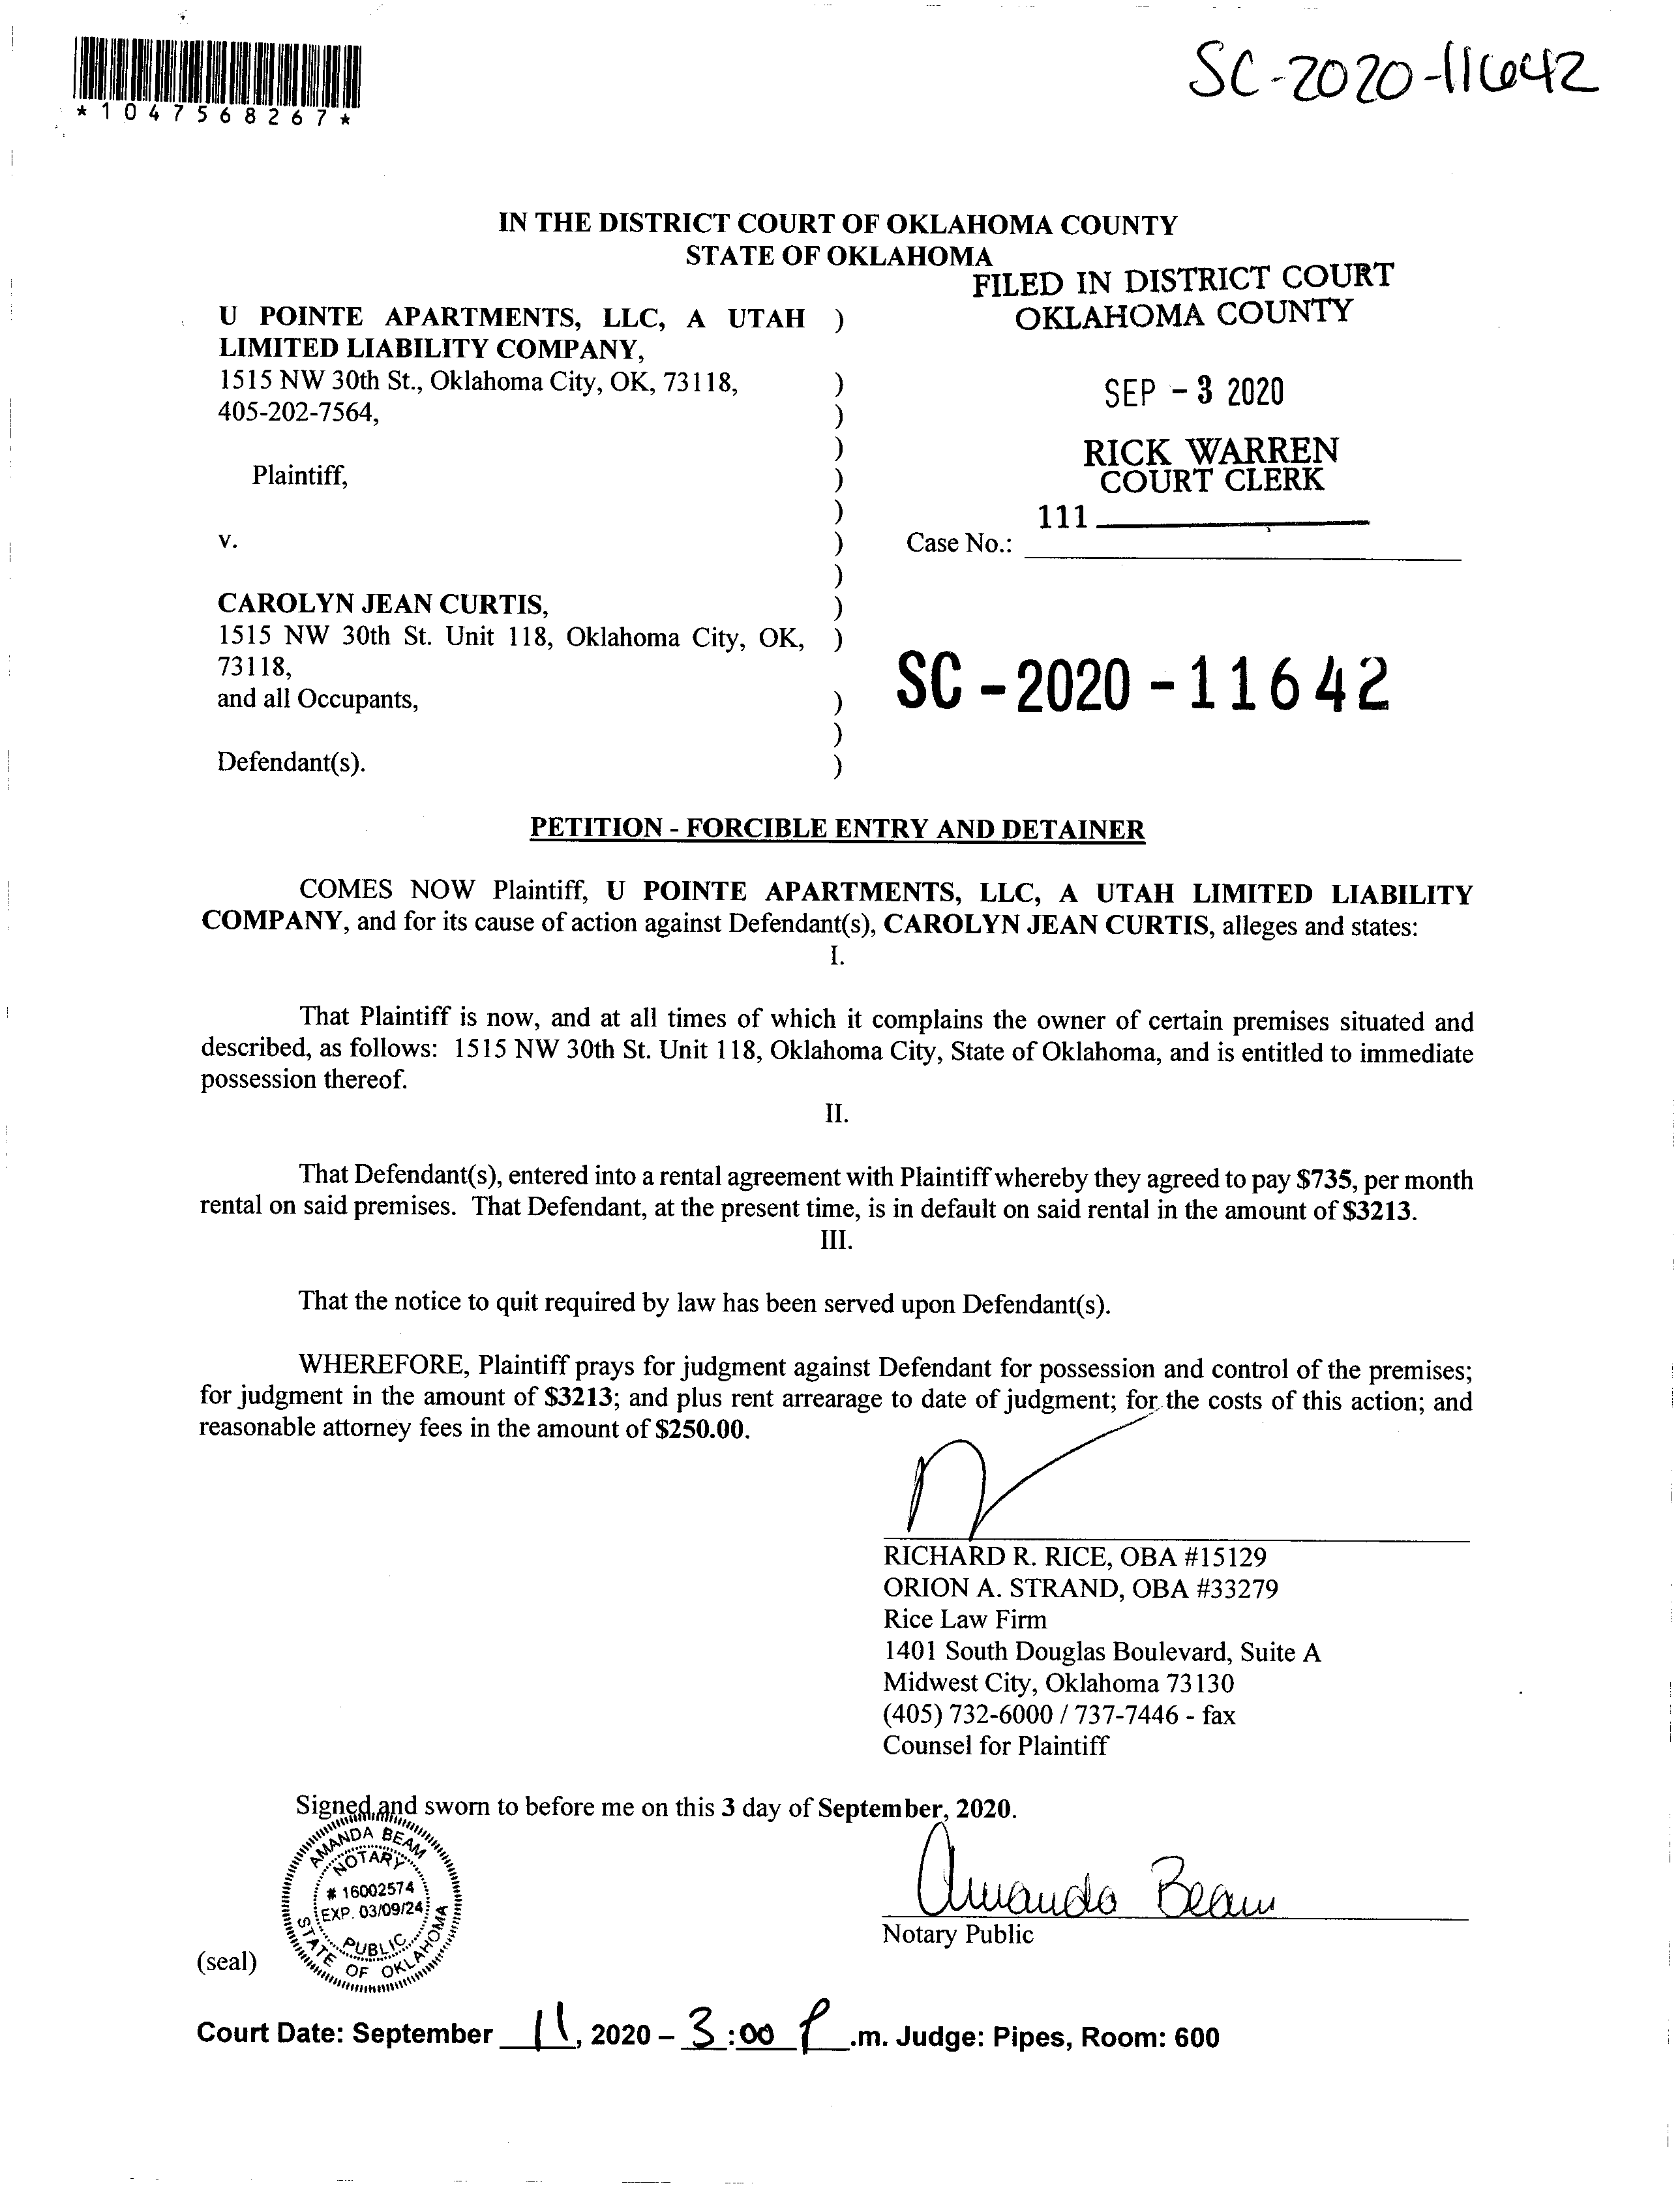 SC-2020-11642
*1047568267*
IN THE DISTRICT COURT OF OKLAHOMA COUNTY
STATE OF OKLAHOMA
FILED IN DISTRICT COURT
OKLAHOMA COUNTY
SEP - 3 2020
RICK WARREN
COURT CLERK
111
U POINTE APARTMENTS, LLC, A UTAH )
LIMITED LIABILITY COMPANY,
1515 NW 30th St., Oklahoma City, OK, 73118, )
405-202-7564, )
)
Plaintiff, )
)
v. ) Case No.:
)
CAROLYN JEAN CURTIS, )
1515 NW 30th St. Unit 118, Oklahoma City, OK, )
73118,
and all Occupants, )
)
Defendant(s). )
SC - 2020 - 11642
PETITION - FORCIBLE ENTRY AND DETAINER
COMES NOW Plaintiff, U POINTE APARTMENTS, LLC, A UTAH LIMITED LIABILITY
COMPANY, and for its cause of action against Defendant(s), CAROLYN JEAN CURTIS, alleges and states:
I.
That Plaintiff is now, and at all times of which it complains the owner of certain premises situated and
described, as follows: 1515 NW 30th St. Unit 118, Oklahoma City, State of Oklahoma, and is entitled to immediate
possession thereof.
II.
That Defendant(s), entered into a rental agreement with Plaintiff whereby they agreed to pay $735, per month
rental on said premises. That Defendant, at the present time, is in default on said rental in the amount of $3213.
III.
That the notice to quit required by law has been served upon Defendant(s).
WHEREFORE, Plaintiff prays for judgment against Defendant for possession and control of the premises;
for judgment in the amount of $3213; and plus rent arrearage to date of judgment; for the costs of this action; and
reasonable attorney fees in the amount of $250.00.
RICHARD R. RICE, OBA #15129
ORION A. STRAND, OBA #33279
Rice Law Firm
1401 South Douglas Boulevard, Suite A
Midwest City, Oklahoma 73130
(405) 732-6000 / 737-7446 - fax
Counsel for Plaintiff
Signed and sworn to before me on this 3 day of September, 2020.
AMANDA BEAM
NOTARY
# 16002574
EXP. 03/09/24
PUBLIC
STATE OF OKLAHOMA
Amanda Beam
Notary Public
(seal)
Court Date: September 11, 2020 – 3:00 P.m. Judge: Pipes, Room: 600